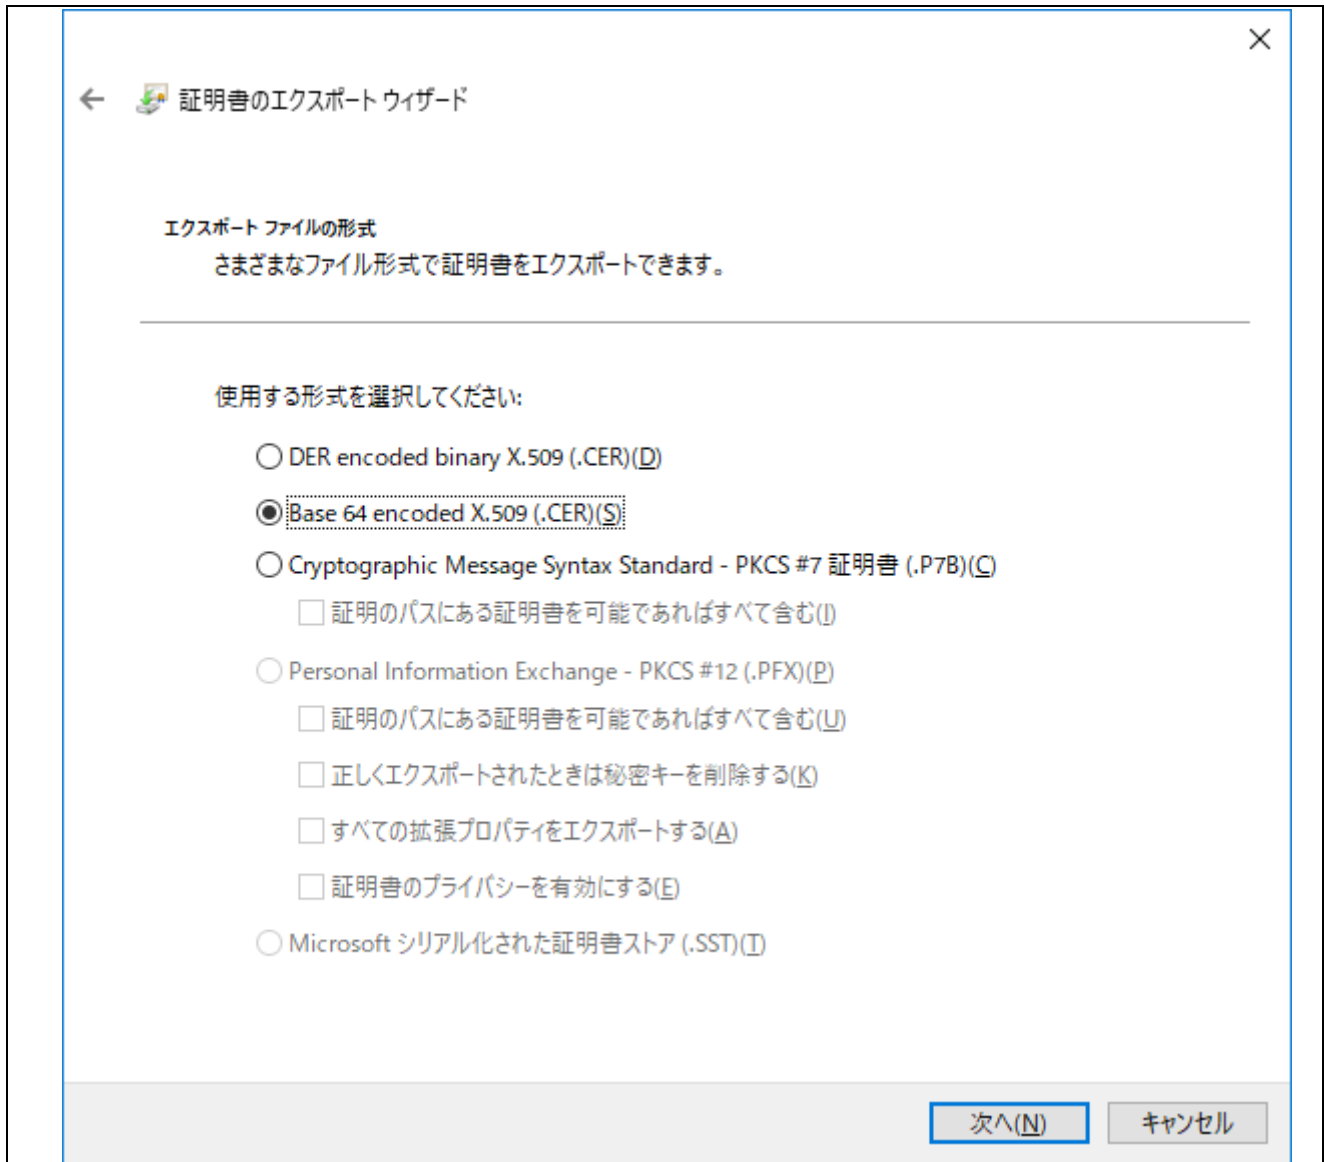 証明書のエクスポート ウィザード
エクスポート ファイルの形式
さまざまなファイル形式で証明書をエクスポートできます。
使用する形式を選択してください:
DER encoded binary X.509 (.CER)(D)
Base 64 encoded X.509 (.CER)(S)
Cryptographic Message Syntax Standard - PKCS #7 証明書 (.P7B)(C)
証明のパスにある証明書を可能であればすべて含む(I)
Personal Information Exchange - PKCS #12 (.PFX)(P)
証明のパスにある証明書を可能であればすべて含む(U)
正しくエクスポートされたときは秘密キーを削除する(K)
すべての拡張プロパティをエクスポートする(A)
証明書のプライバシーを有効にする(E)
Microsoft シリアル化された証明書ストア (.SST)(T)
次へ(N) キャンセル